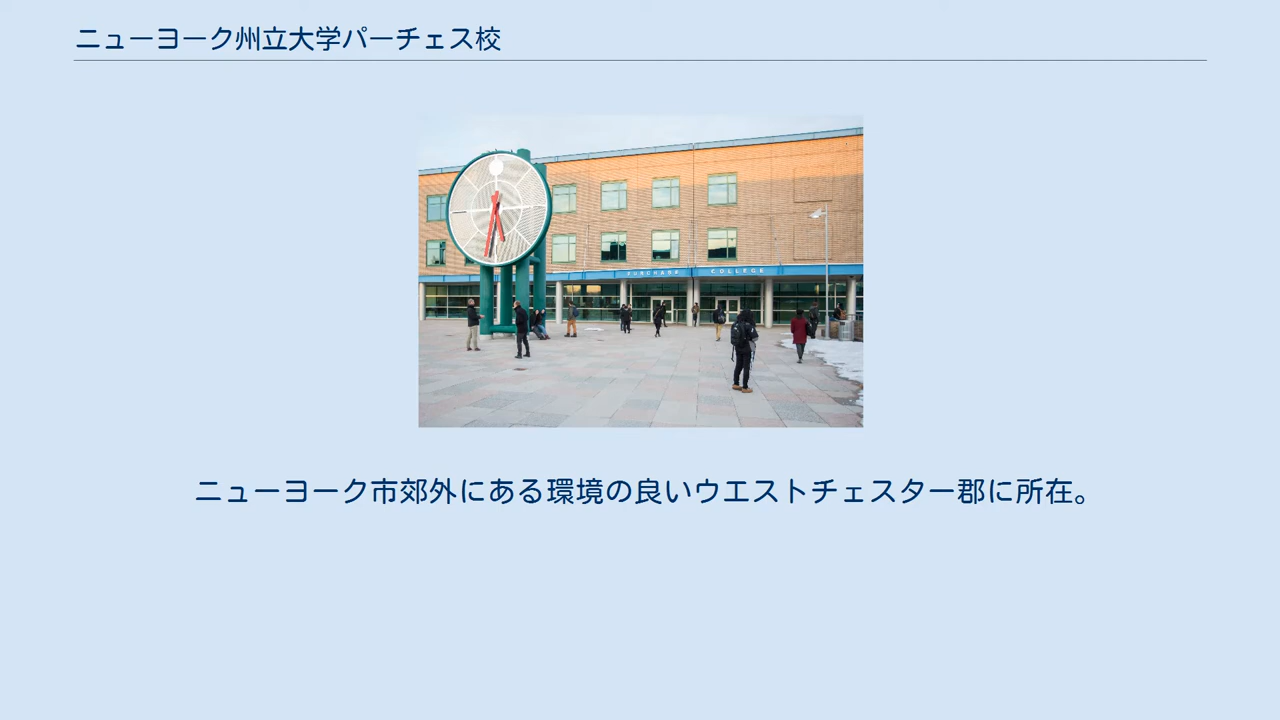 ニューヨーク州立大学パーチェス校
PURCHASE COLLEGE
ニューヨーク市郊外にある環境の良いウエストチェスター郡に所在。